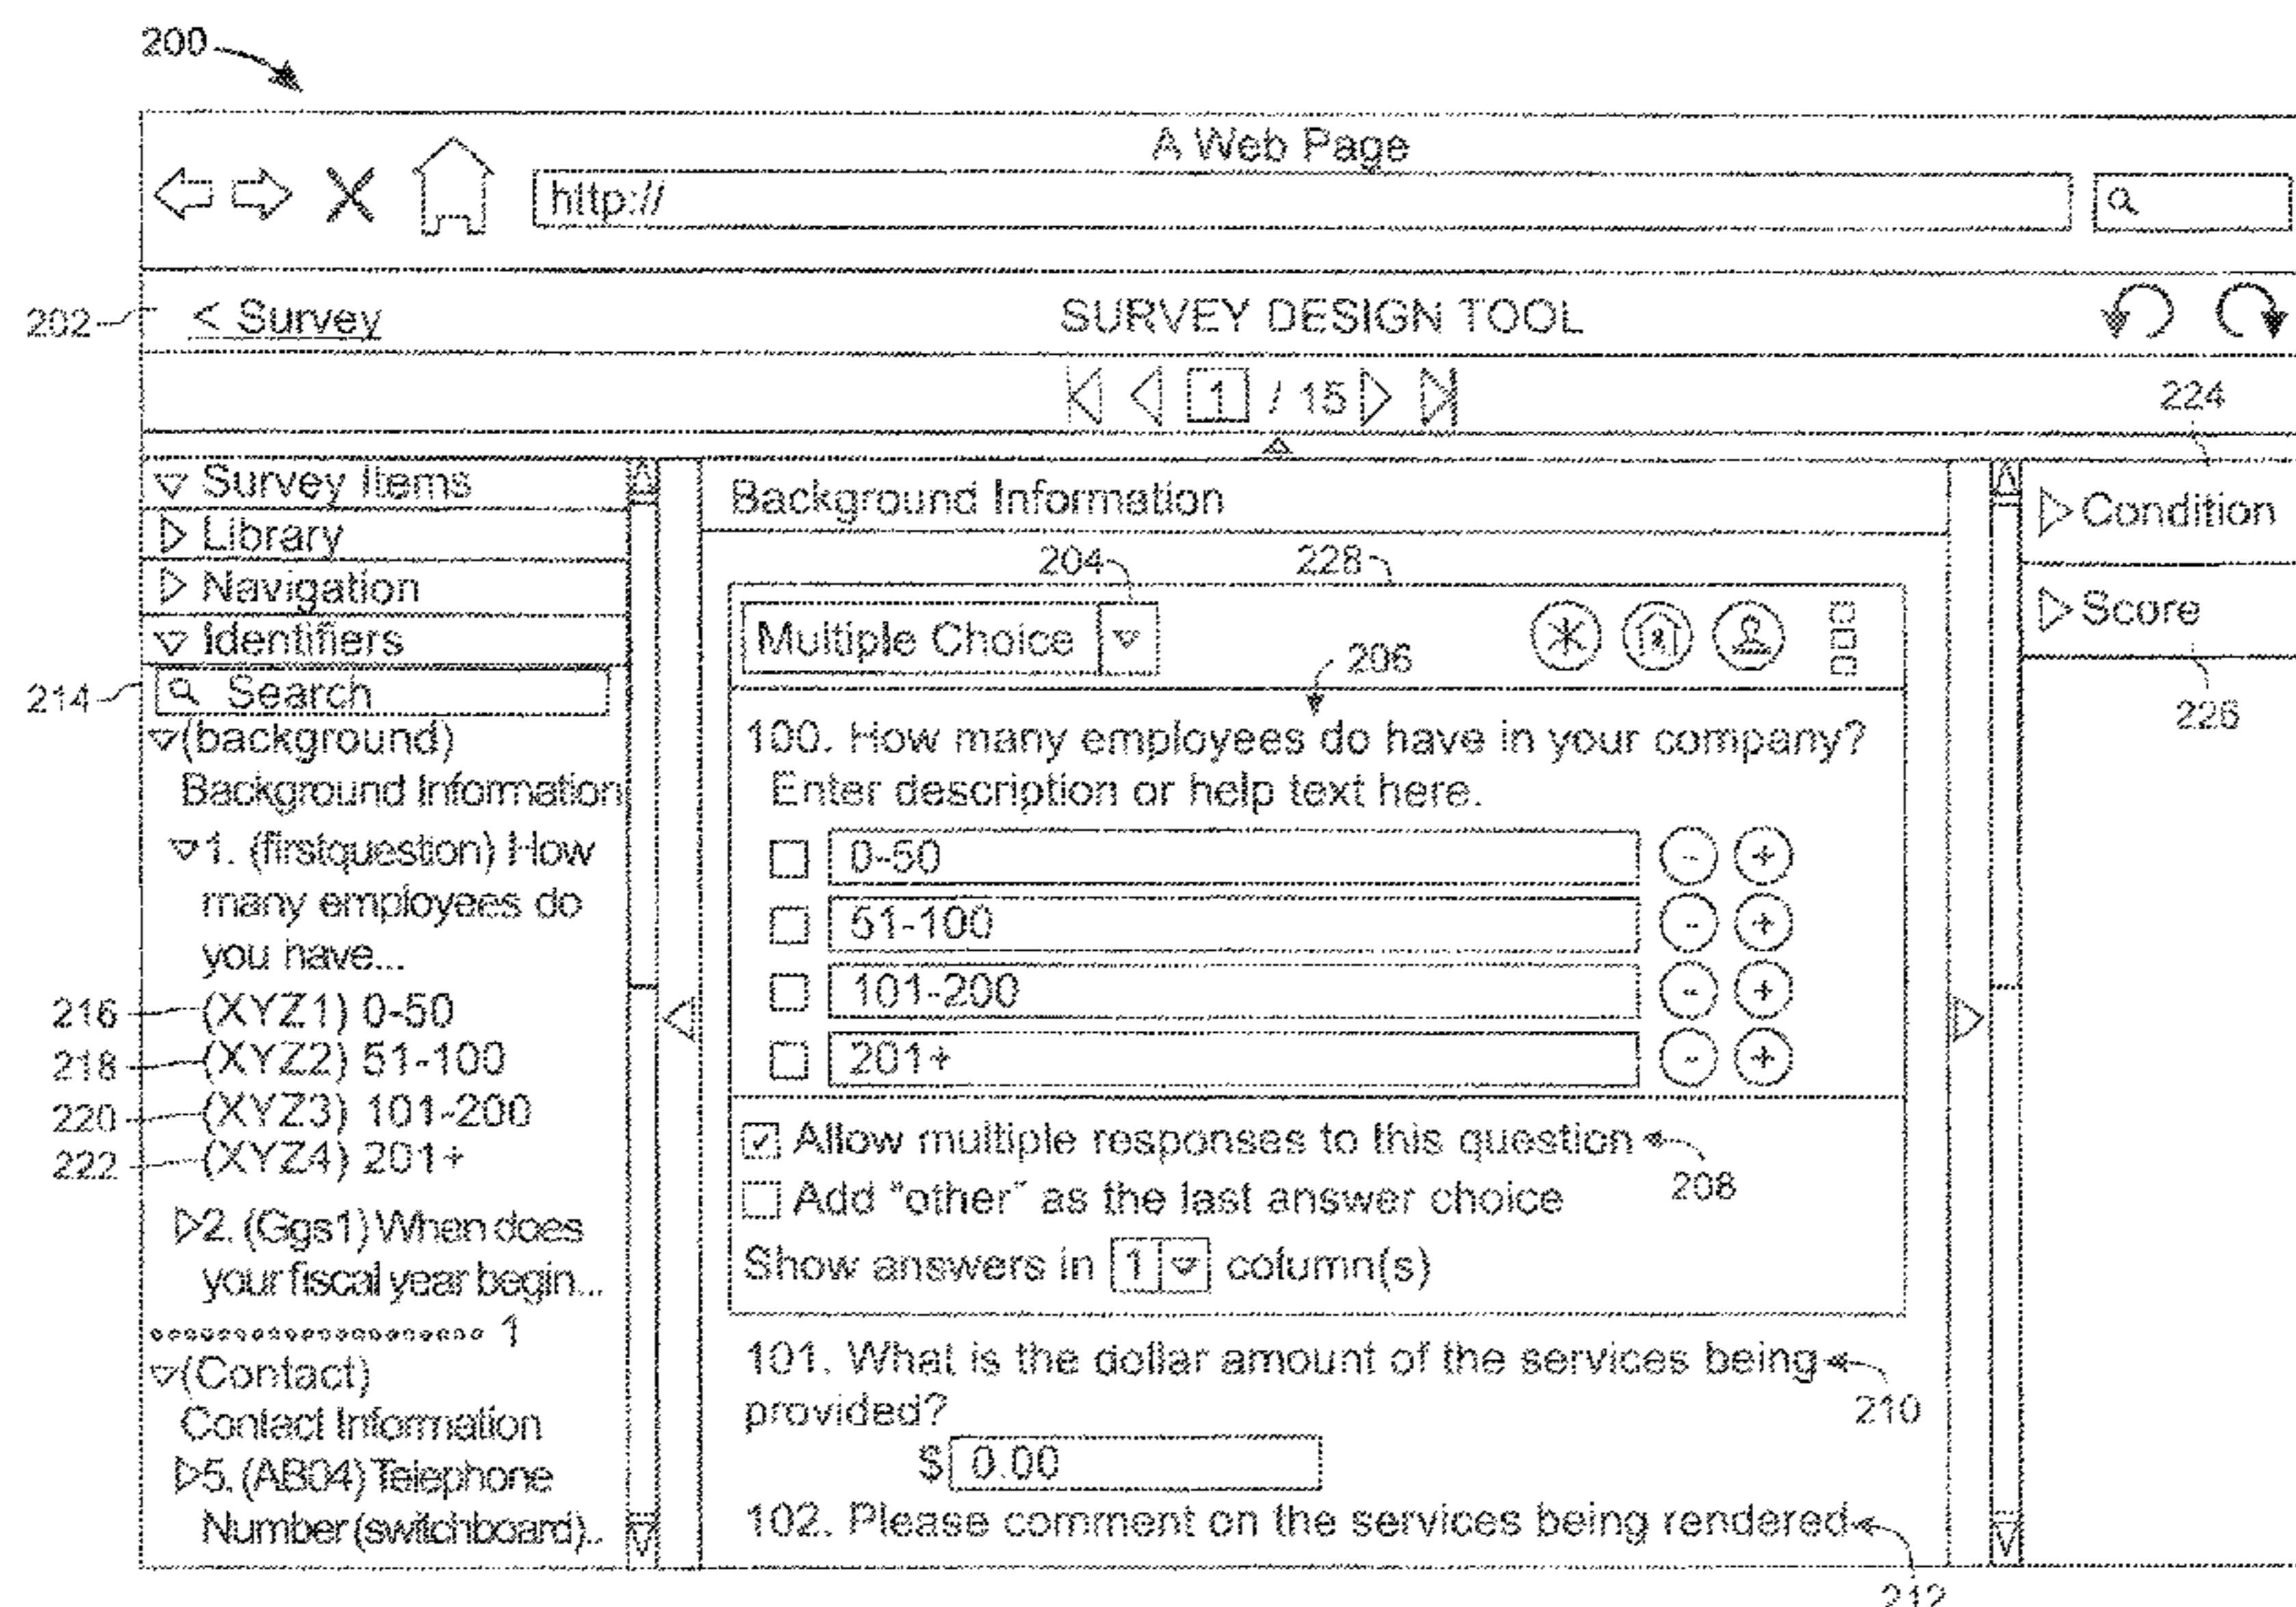 200
A Web Page
http://
202
< Survey
SURVEY DESIGN TOOL
1 / 15
224
Survey Items
Library
Navigation
Identifiers
214
Search
(background)
Background Information
1. (firstquestion) How
many employees do
you have...
216
(XYZ1) 0-50
218
(XYZ2) 51-100
220
(XYZ3) 101-200
222
(XYZ4) 201+
2. (Ggs1) When does
your fiscal year begin...
1
(Contact)
Contact Information
5. (AB04) Telephone
Number (switchboard)..
Background Information
204
228
Multiple Choice
206
100. How many employees do have in your company?
Enter description or help text here.
0-50 - +
51-100 - +
101-200 - +
201+ - +
Allow multiple responses to this question
208
Add "other" as the last answer choice
Show answers in 1 column(s)
101. What is the dollar amount of the services being
provided?
210
$ 0.00
102. Please comment on the services being rendered
212
Condition
Score
226